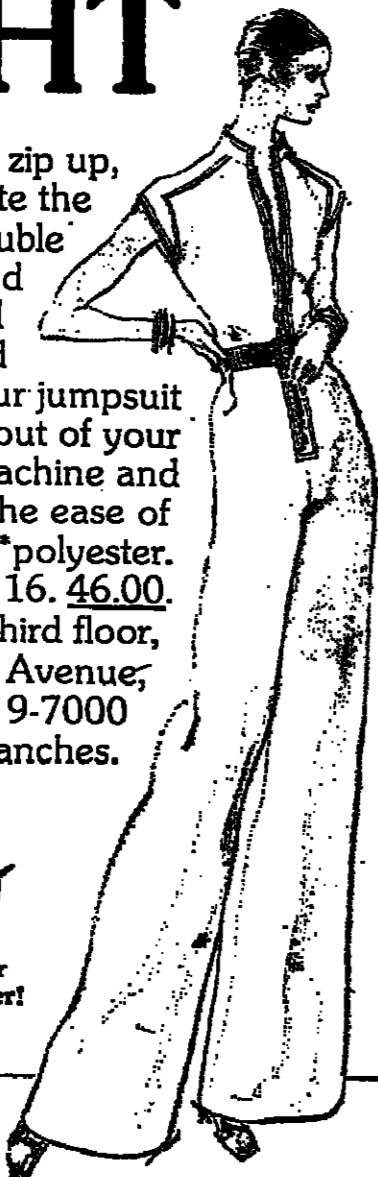 HT
zip up,
te the
uble
d
l
d
ur jumpsuit
out of your
achine and
he ease of
*polyester.
16. 46.00.
hird floor,
Avenue,
9-7000
anches.
r
er!